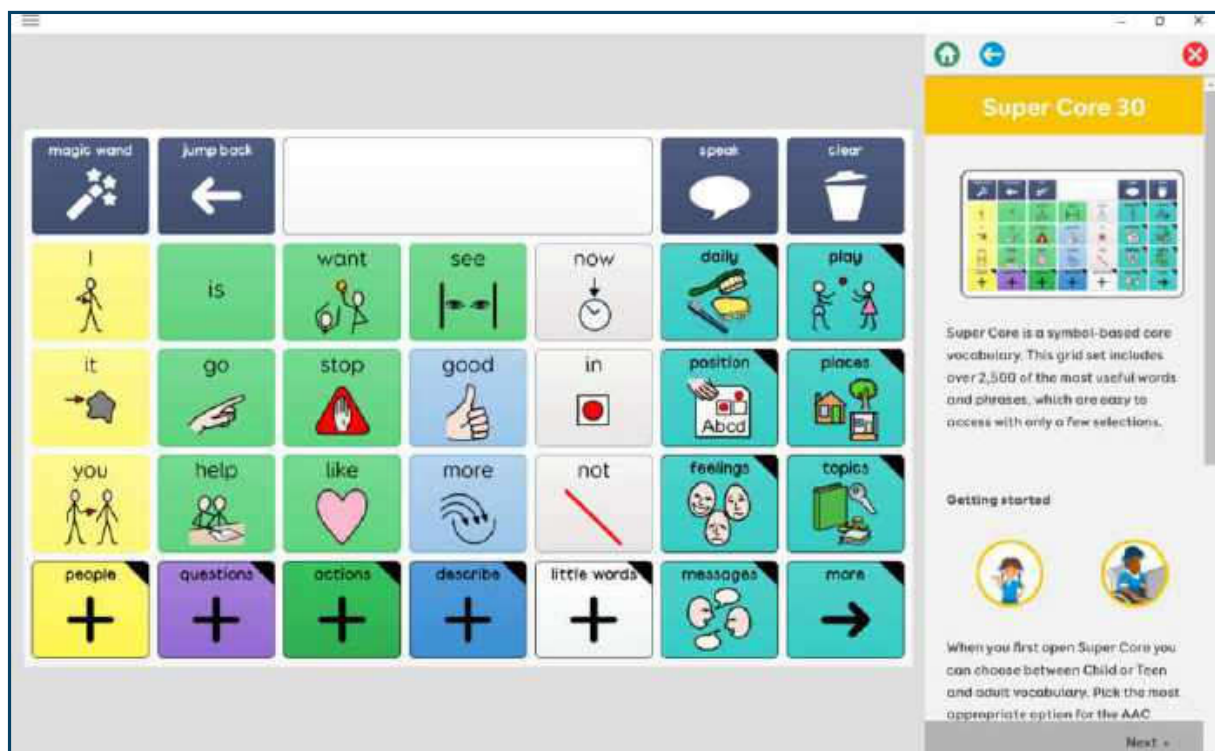 Super Core 30
magic wand jump back speak clear
I is want see now daily play
it go stop good in position places
Abcd
you help like more not feelings topics
people questions actions describe little words messages more
Super Core is a symbol-based core
vocabulary. This grid set includes
over 2,500 of the most useful words
and phrases, which are easy to
access with only a few selections.
Getting started
When you first open Super Core you
can choose between Child or Teen
and adult vocabulary. Pick the most
appropriate option for the AAC
Next